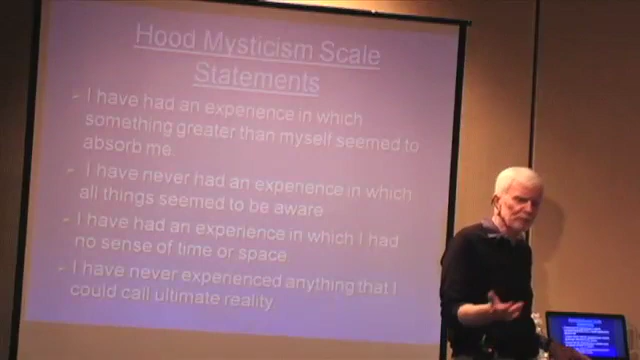 Hood Mysticism Scale
Statements
I have had an experience in which
something greater than myself seemed to
absorb me.
I have never had an experience in which
all things seemed to be aware
I have had an experience in which I had
no sense of time or space.
I have never experienced anything that I
could call ultimate reality.